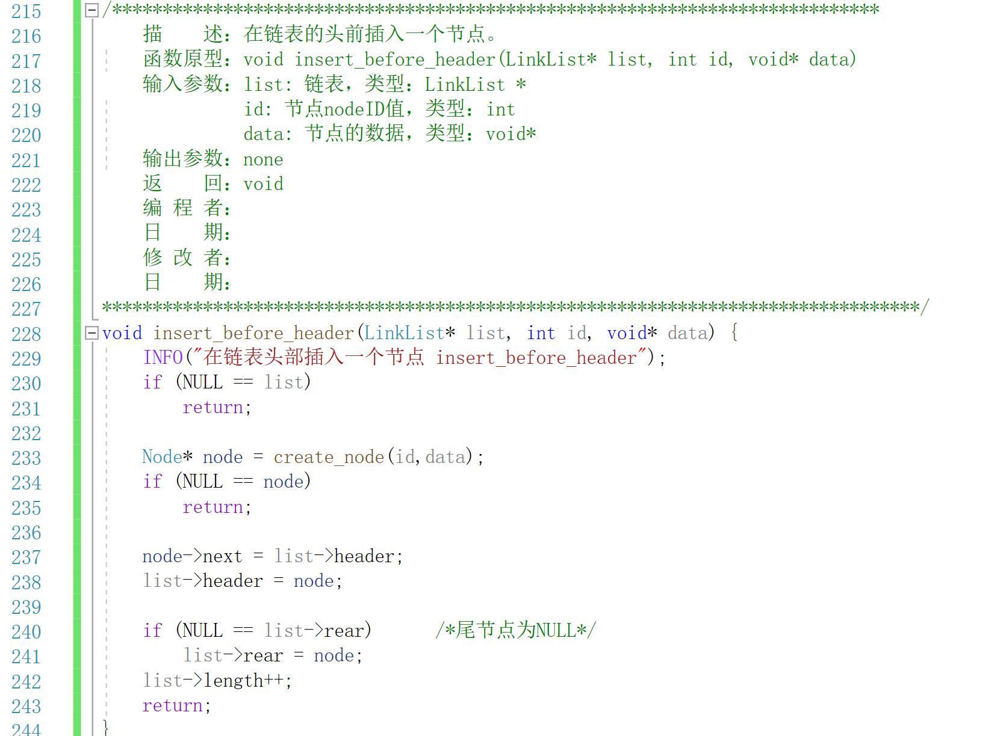 215 /****************************************************************************
216 描    述：在链表的头前插入一个节点。
217 函数原型：void insert_before_header(LinkList* list, int id, void* data)
218 输入参数：list: 链表，类型：LinkList *
219 id: 节点nodeID值，类型：int
220 data: 节点的数据，类型：void*
221 输出参数：none
222 返    回：void
223 编 程 者：
224 日    期：
225 修 改 者：
226 日    期：
227 *********************************************************************************/
228 void insert_before_header(LinkList* list, int id, void* data) {
229 INFO("在链表头部插入一个节点 insert_before_header");
230 if (NULL == list)
231 return;
232
233 Node* node = create_node(id,data);
234 if (NULL == node)
235 return;
236
237 node->next = list->header;
238 list->header = node;
239
240 if (NULL == list->rear)      /*尾节点为NULL*/
241 list->rear = node;
242 list->length++;
243 return;
244 }